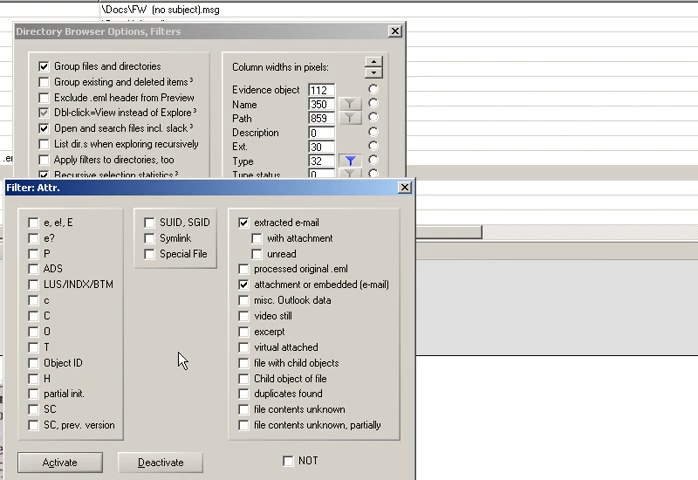 \Docs\FW (no subject).msg
Directory Browser Options, Filters
Group files and directories
Group existing and deleted items ³
Exclude .eml header from Preview
Dbl-click=View instead of Explore ³
Open and search files incl. slack ³
List dir.s when exploring recursively
Apply filters to directories, too
Recursive selection statistics ³
Column widths in pixels:
Evidence object 112
Name 350
Path 859
Description 0
Ext. 30
Type 32
Type status 0
Filter: Attr.
e, e!, E
e?
P
ADS
LUS/INDX/BTM
c
C
O
T
Object ID
H
partial init.
SC
SC, prev. version
SUID, SGID
Symlink
Special File
extracted e-mail
with attachment
unread
processed original .eml
attachment or embedded (e-mail)
misc. Outlook data
video still
excerpt
virtual attached
file with child objects
Child object of file
duplicates found
file contents unknown
file contents unknown, partially
Activate
Deactivate
NOT